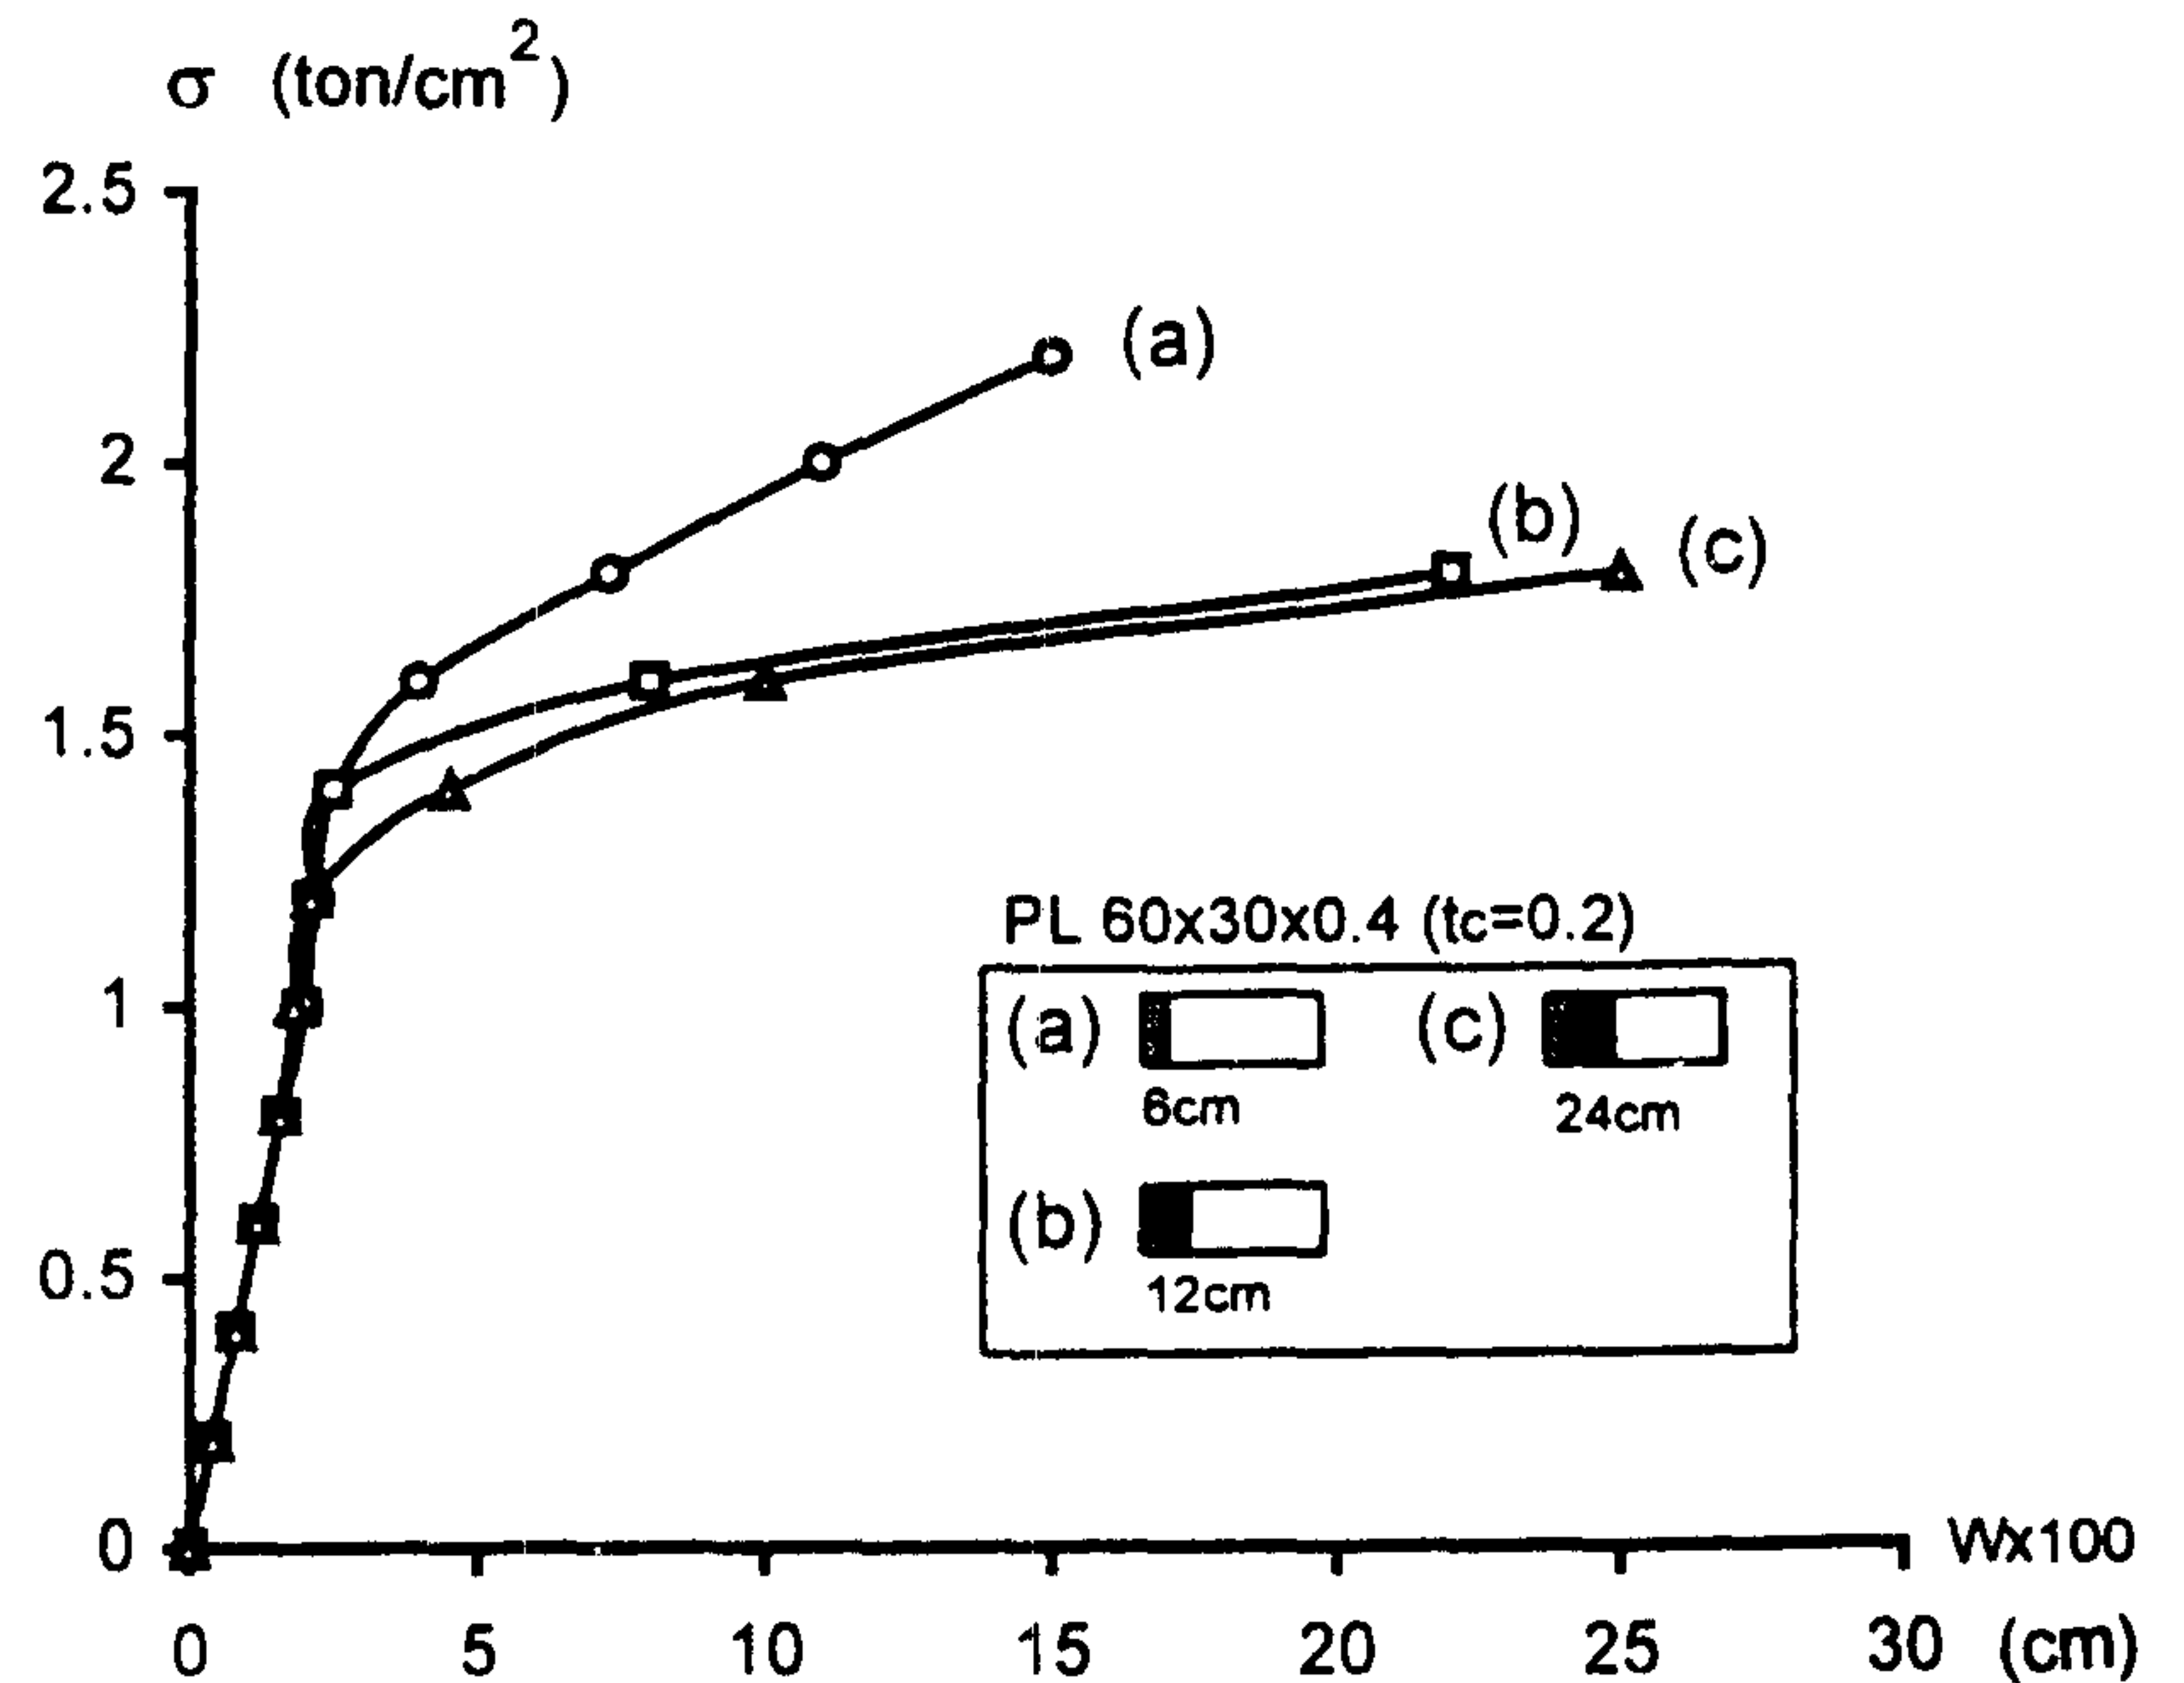 σ (ton/cm²)
2.5
2
1.5
1
0.5
0
(a)
(b)
(c)
PL 60x30x0.4 (tc=0.2)
(a) (c)
6cm 24cm
(b)
12cm
Wx100
0 5 10 15 20 25 30 (cm)